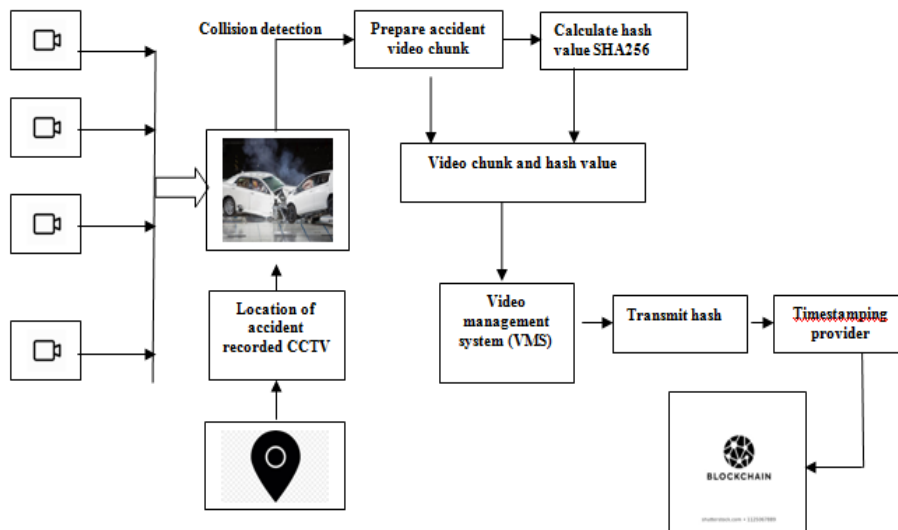 Collision detection
Prepare accident
video chunk
Calculate hash
value SHA256
Video chunk and hash value
Location of
accident
recorded CCTV
Video
management
system (VMS)
Transmit hash
Timestamping
provider
BLOCKCHAIN